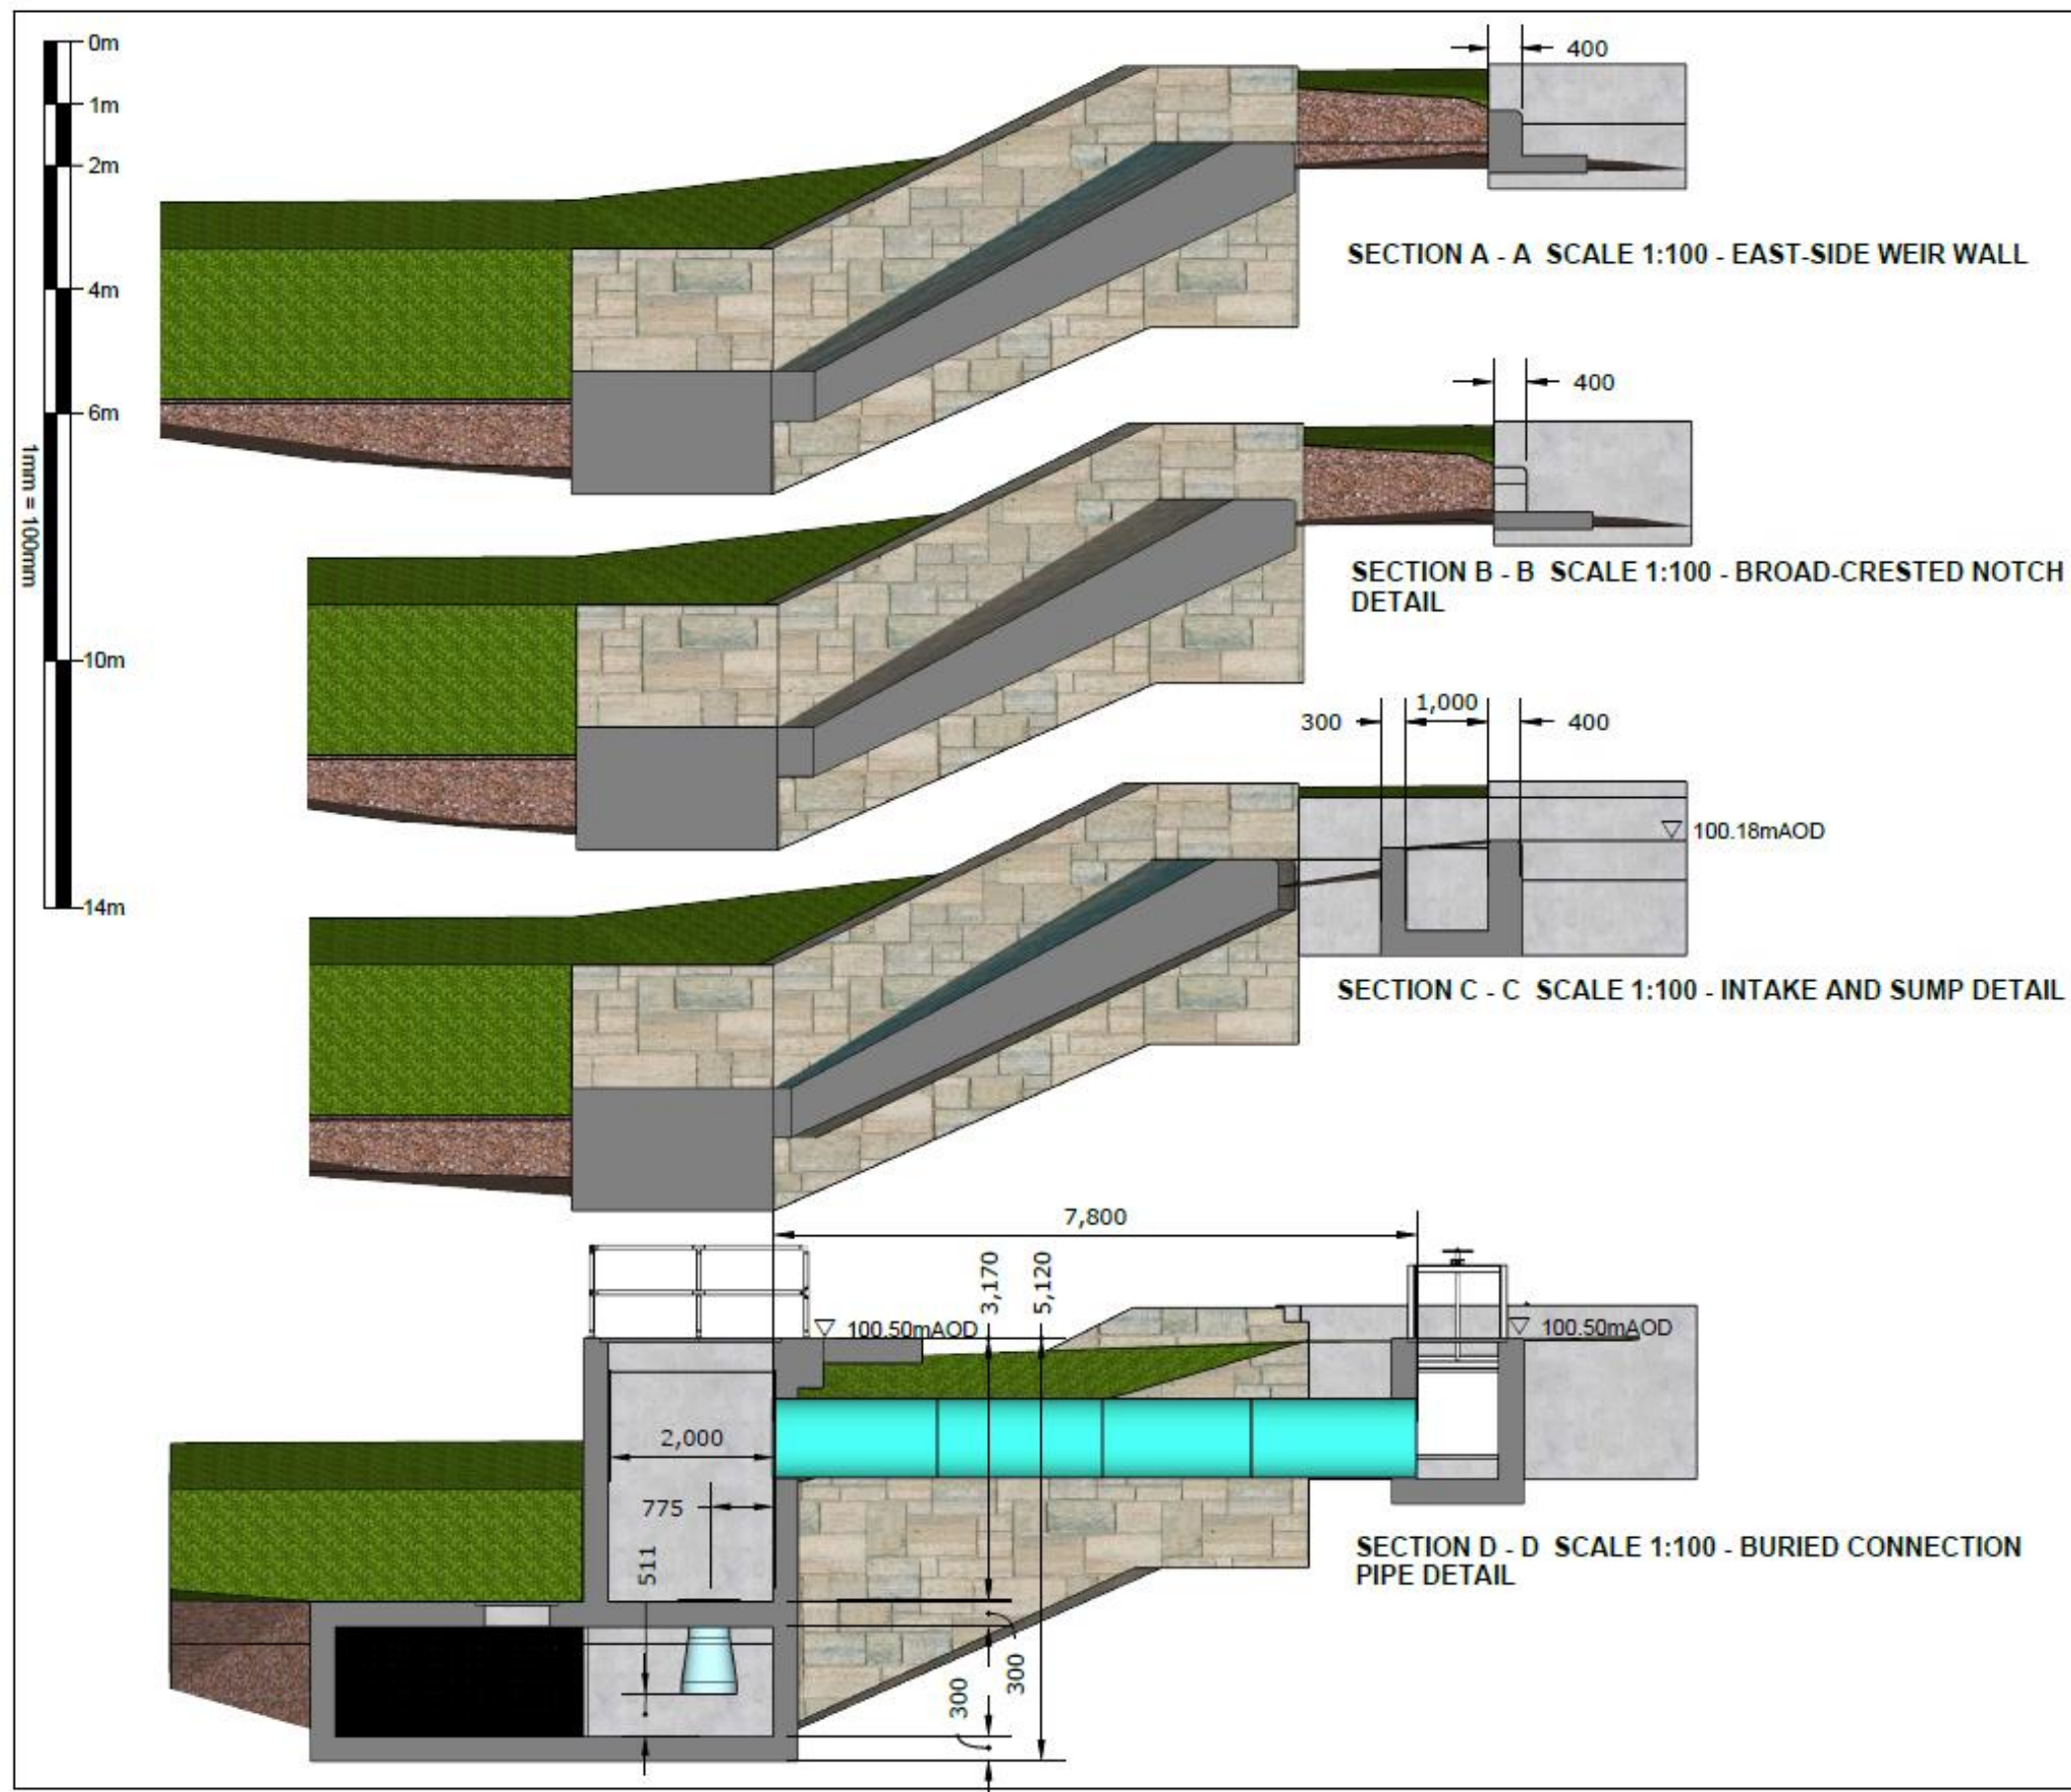 0m
1m
2m
4m
6m
10m
14m
1mm = 100mm
400
SECTION A - A SCALE 1:100 - EAST-SIDE WEIR WALL
400
SECTION B - B SCALE 1:100 - BROAD-CRESTED NOTCH
DETAIL
300
1,000
400
100.18mAOD
SECTION C - C SCALE 1:100 - INTAKE AND SUMP DETAIL
7,800
3,170
5,120
100.50mAOD
100.50mAOD
2,000
775
511
300
300
SECTION D - D SCALE 1:100 - BURIED CONNECTION
PIPE DETAIL